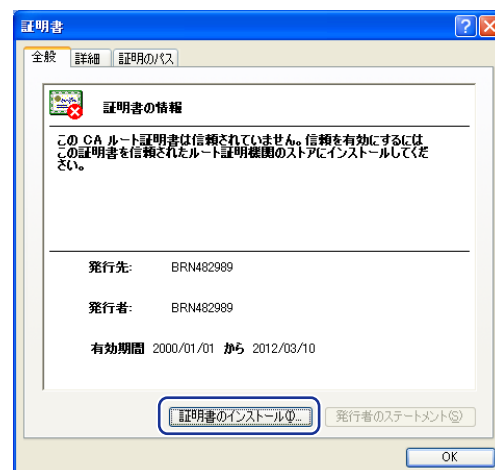 証明書
全般 詳細 証明のパス
証明書の情報
この CA ルート証明書は信頼されていません。信頼を有効にするには
この証明書を信頼されたルート証明機関のストアにインストールしてくだ
さい。
発行先: BRN482989
発行者: BRN482989
有効期間 2000/01/01 から 2012/03/10
証明書のインストール(I)... 発行者のステートメント(S)
OK